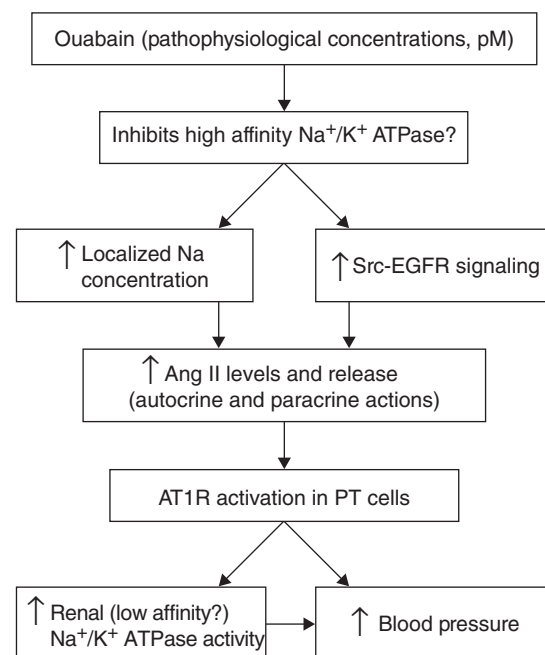 Ouabain (pathophysiological concentrations, pM)
Inhibits high affinity Na⁺/K⁺ ATPase?
↑ Localized Na
concentration
↑ Src-EGFR signaling
↑ Ang II levels and release
(autocrine and paracrine actions)
AT1R activation in PT cells
↑ Renal (low affinity?)
Na⁺/K⁺ ATPase activity
↑ Blood pressure